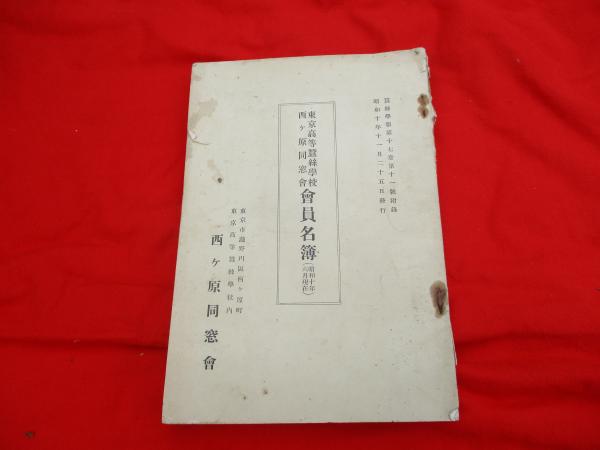 蠶絲學報第十七卷第十一號附錄
昭和十年十一月二十五日發行
東京高等蠶絲學校
西ヶ原同窓會
會員名簿
(昭和十年
六月現在)
東京市瀧野川區西ヶ原町
東京高等蠶絲學校内
西ヶ原同窓會